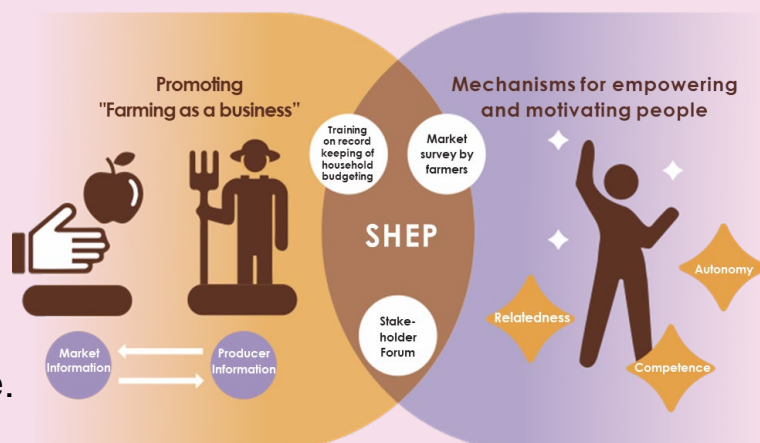 Promoting
"Farming as a business”
Mechanisms for empowering
and motivating people
Training
on record
keeping of
household
budgeting
Market
survey by
farmers
SHEP
Stake-
holder
Forum
Market
Information
Producer
Information
Relatedness
Autonomy
Competence
e.